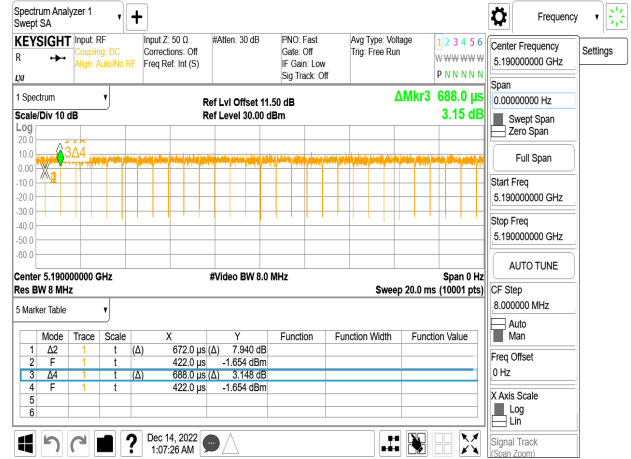 Spectrum Analyzer 1
Swept SA
Frequency
KEYSIGHT
R
Input: RF
Coupling: DC
Align: Auto/No RF
Input Z: 50 Ω
Corrections: Off
Freq Ref: Int (S)
#Atten: 30 dB
PNO: Fast
Gate: Off
IF Gain: Low
Sig Track: Off
Avg Type: Voltage
Trig: Free Run
1 2 3 4 5 6
W W W W W W
P N N N N N
Center Frequency
5.190000000 GHz
Settings
Span
0.00000000 Hz
Swept Span
Zero Span
Full Span
Start Freq
5.190000000 GHz
Stop Freq
5.190000000 GHz
AUTO TUNE
CF Step
8.000000 MHz
Auto
Man
Freq Offset
0 Hz
X Axis Scale
Log
Lin
Signal Track
(Span Zoom)
1 Spectrum
Scale/Div 10 dB
Ref Lvl Offset 11.50 dB
Ref Level 30.00 dBm
ΔMkr3 688.0 µs
3.15 dB
Log
20.0
10.0
0.00
-10.0
-20.0
-30.0
-40.0
-50.0
-60.0
3Δ4
Center 5.190000000 GHz
Res BW 8 MHz
#Video BW 8.0 MHz
Span 0 Hz
Sweep 20.0 ms (10001 pts)
5 Marker Table
Mode Trace Scale X Y Function Function Width Function Value
1 Δ2 1 t (Δ) 672.0 µs (Δ) 7.940 dB
2 F 1 t 422.0 µs -1.654 dBm
3 Δ4 1 t (Δ) 688.0 µs (Δ) 3.148 dB
4 F 1 t 422.0 µs -1.654 dBm
5
6
?
Dec 14, 2022
1:07:26 AM